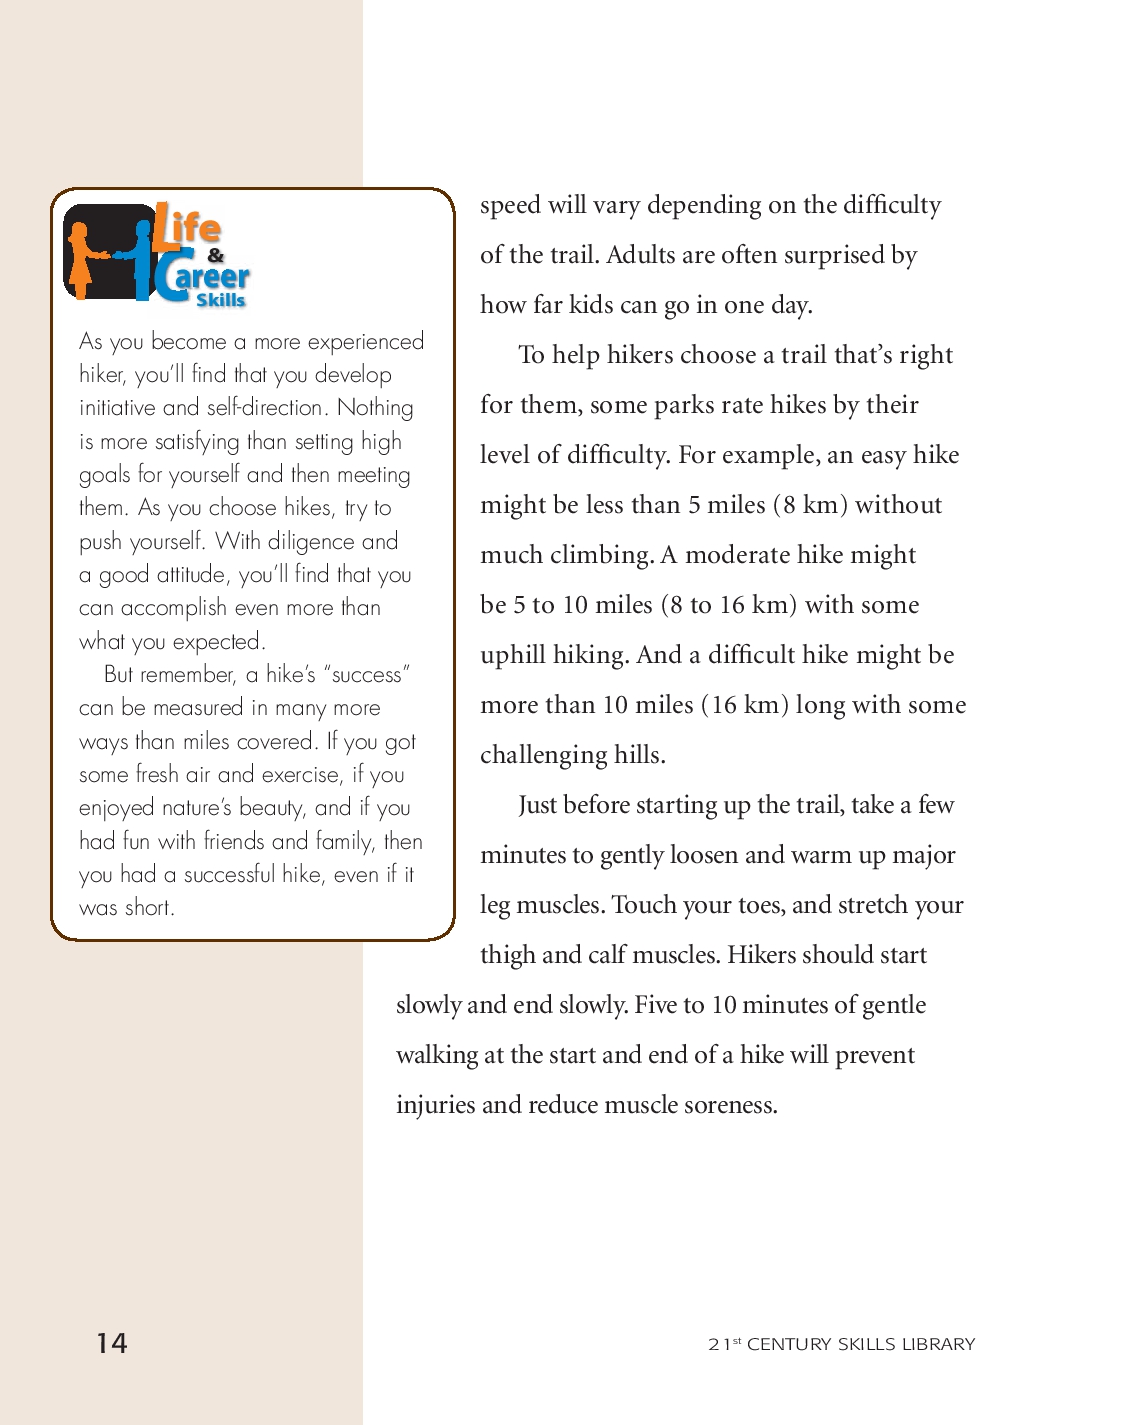 Life
&
Career
Skills
As you become a more experienced
hiker, you’ll find that you develop
initiative and self-direction. Nothing
is more satisfying than setting high
goals for yourself and then meeting
them. As you choose hikes, try to
push yourself. With diligence and
a good attitude, you’ll find that you
can accomplish even more than
what you expected.
But remember, a hike’s “success”
can be measured in many more
ways than miles covered. If you got
some fresh air and exercise, if you
enjoyed nature’s beauty, and if you
had fun with friends and family, then
you had a successful hike, even if it
was short.
speed will vary depending on the difficulty
of the trail. Adults are often surprised by
how far kids can go in one day.
To help hikers choose a trail that’s right
for them, some parks rate hikes by their
level of difficulty. For example, an easy hike
might be less than 5 miles (8 km) without
much climbing. A moderate hike might
be 5 to 10 miles (8 to 16 km) with some
uphill hiking. And a difficult hike might be
more than 10 miles (16 km) long with some
challenging hills.
Just before starting up the trail, take a few
minutes to gently loosen and warm up major
leg muscles. Touch your toes, and stretch your
thigh and calf muscles. Hikers should start
slowly and end slowly. Five to 10 minutes of gentle
walking at the start and end of a hike will prevent
injuries and reduce muscle soreness.
14
21st CENTURY SKILLS LIBRARY